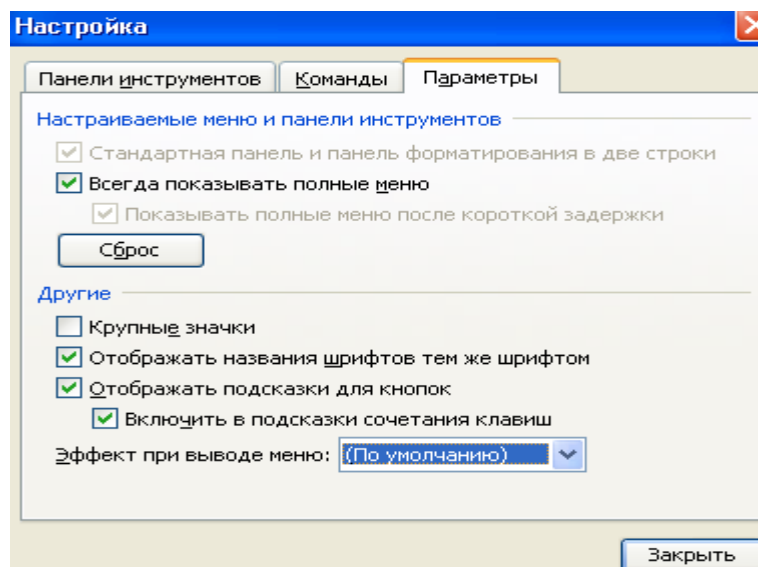 Настройка
Панели инструментов Команды Параметры
Настраиваемые меню и панели инструментов
Стандартная панель и панель форматирования в две строки
Всегда показывать полные меню
Показывать полные меню после короткой задержки
Сброс
Другие
Крупные значки
Отображать названия шрифтов тем же шрифтом
Отображать подсказки для кнопок
Включить в подсказки сочетания клавиш
Эффект при выводе меню: (По умолчанию)
Закрыть